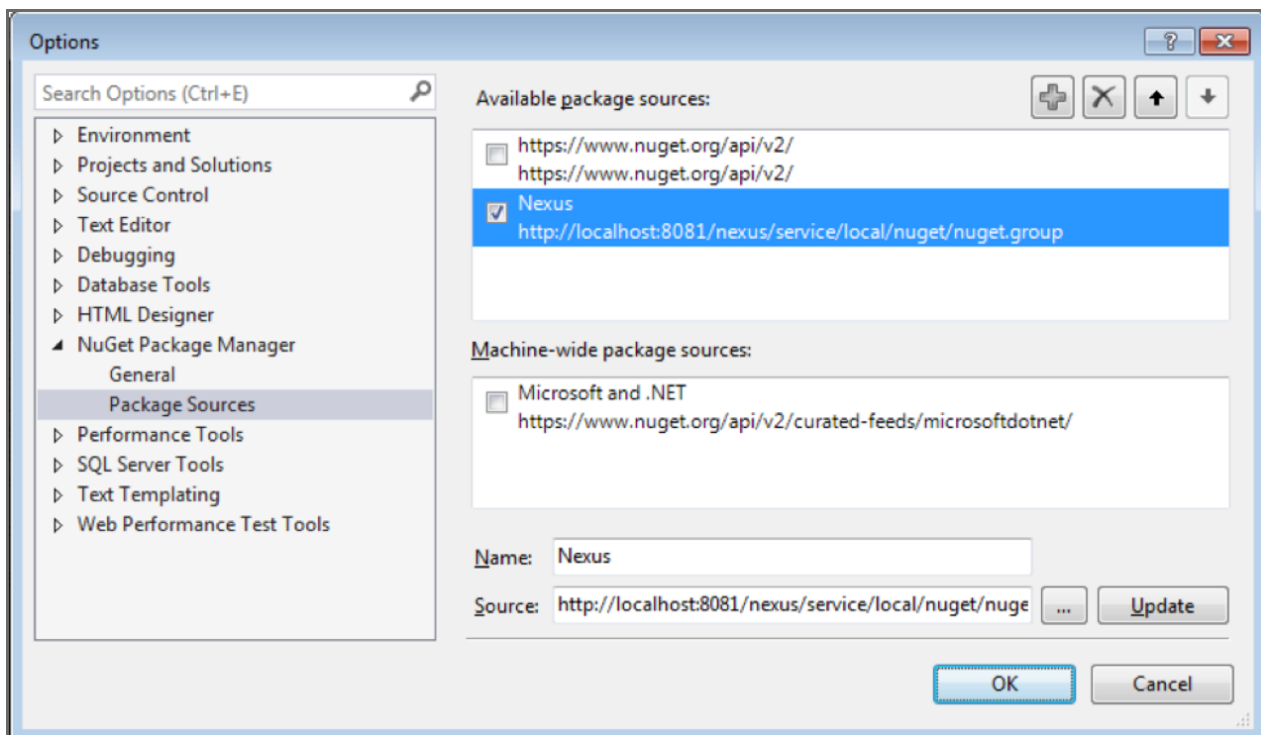 Options
Search Options (Ctrl+E)
Environment
Projects and Solutions
Source Control
Text Editor
Debugging
Database Tools
HTML Designer
NuGet Package Manager
General
Package Sources
Performance Tools
SQL Server Tools
Text Templating
Web Performance Test Tools
Available package sources:
https://www.nuget.org/api/v2/
https://www.nuget.org/api/v2/
Nexus
http://localhost:8081/nexus/service/local/nuget/nuget.group
Machine-wide package sources:
Microsoft and .NET
https://www.nuget.org/api/v2/curated-feeds/microsoftdotnet/
Name: Nexus
Source: http://localhost:8081/nexus/service/local/nuget/nuge ... Update
OK Cancel